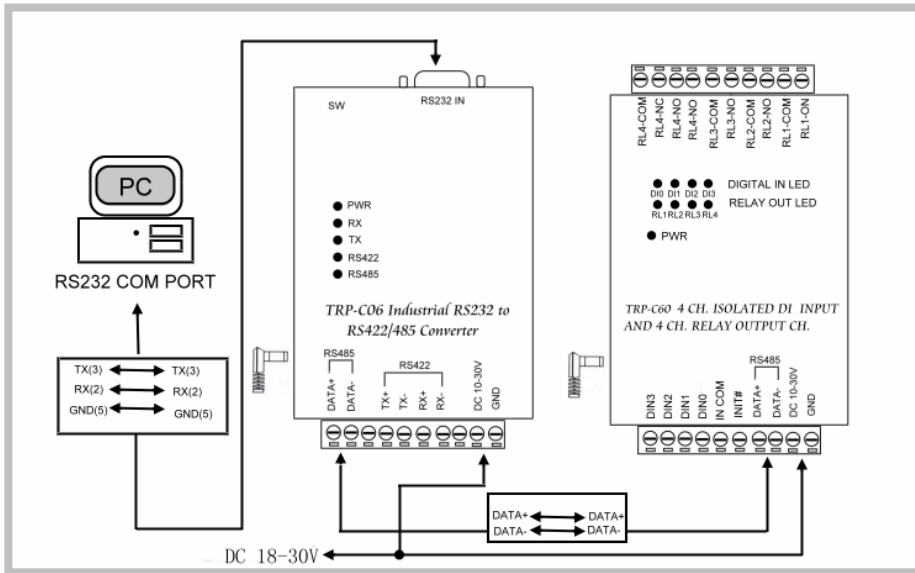 PC
RS232 COM PORT
TX(3) TX(3)
RX(2) RX(2)
GND(5) GND(5)
SW
RS232 IN
PWR
RX
TX
RS422
RS485
TRP-C06 Industrial RS232 to
RS422/485 Converter
RS485
RS422
DATA+
DATA-
TX+
TX-
RX+
RX-
DC 10-30V
GND
RL4-COM
RL4-NC
RL4-NO
RL4-NO
RL3-COM
RL3-NO
RL2-COM
RL2-NO
RL1-COM
RL1-ON
DIGITAL IN LED
DI0 DI1 DI2 DI3
RELAY OUT LED
RL1 RL2 RL3 RL4
PWR
TRP-C60 4 CH. ISOLATED DI INPUT
AND 4 CH. RELAY OUTPUT CH.
RS485
DIN3
DIN2
DIN1
DIN0
IN COM
INIT#
DATA+
DATA-
DC 10-30V
GND
DATA+ DATA+
DATA- DATA-
DC 18-30V